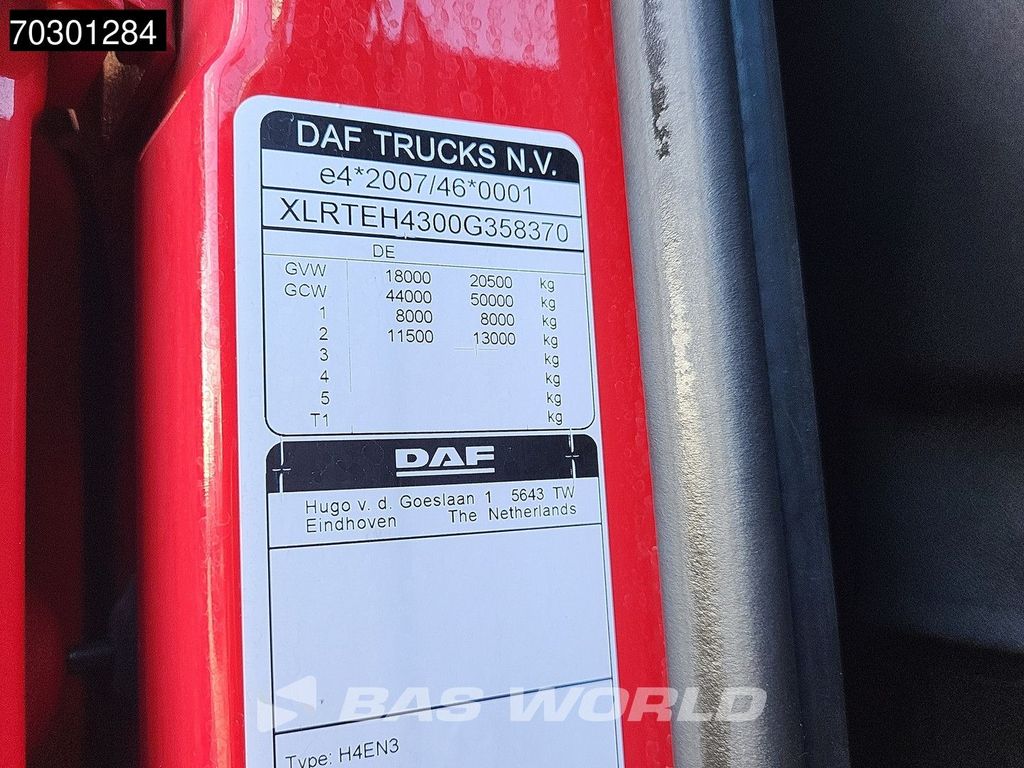 70301284
DAF TRUCKS N.V.
e4*2007/46*0001
XLRTEH4300G358370
DE
GVW 18000 20500 kg
GCW 44000 50000 kg
1 8000 8000 kg
2 11500 13000 kg
3 kg
4 kg
5 kg
T1 kg
DAF
Hugo v. d. Goeslaan 1 5643 TW
Eindhoven The Netherlands
BAS WORLD
Type: H4EN3